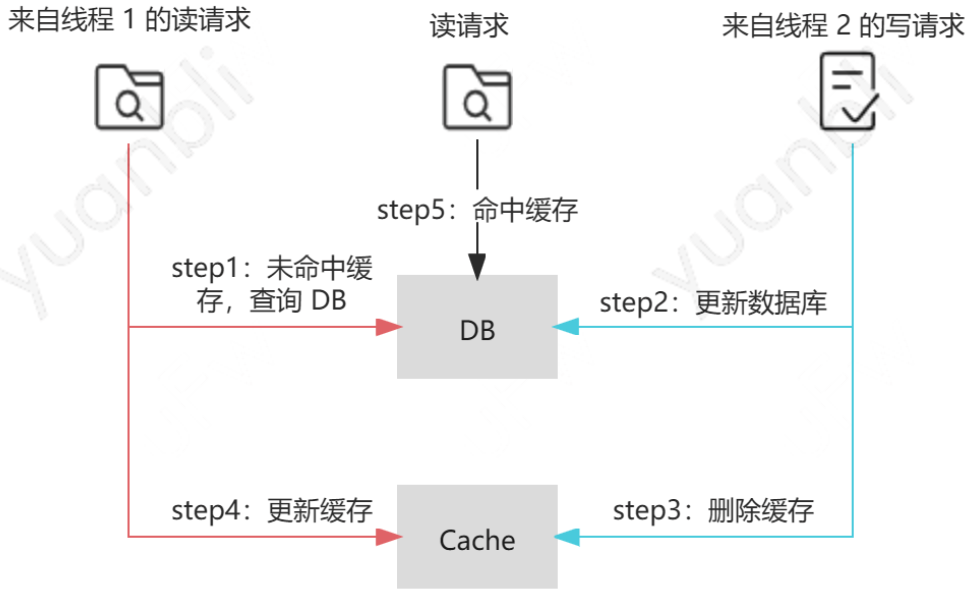 来自线程 1 的读请求
读请求
来自线程 2 的写请求
yuanbli
yuanbli
step5：命中缓存
step1：未命中缓
存，查询 DB
DB
step2：更新数据库
step4：更新缓存
Cache
step3：删除缓存